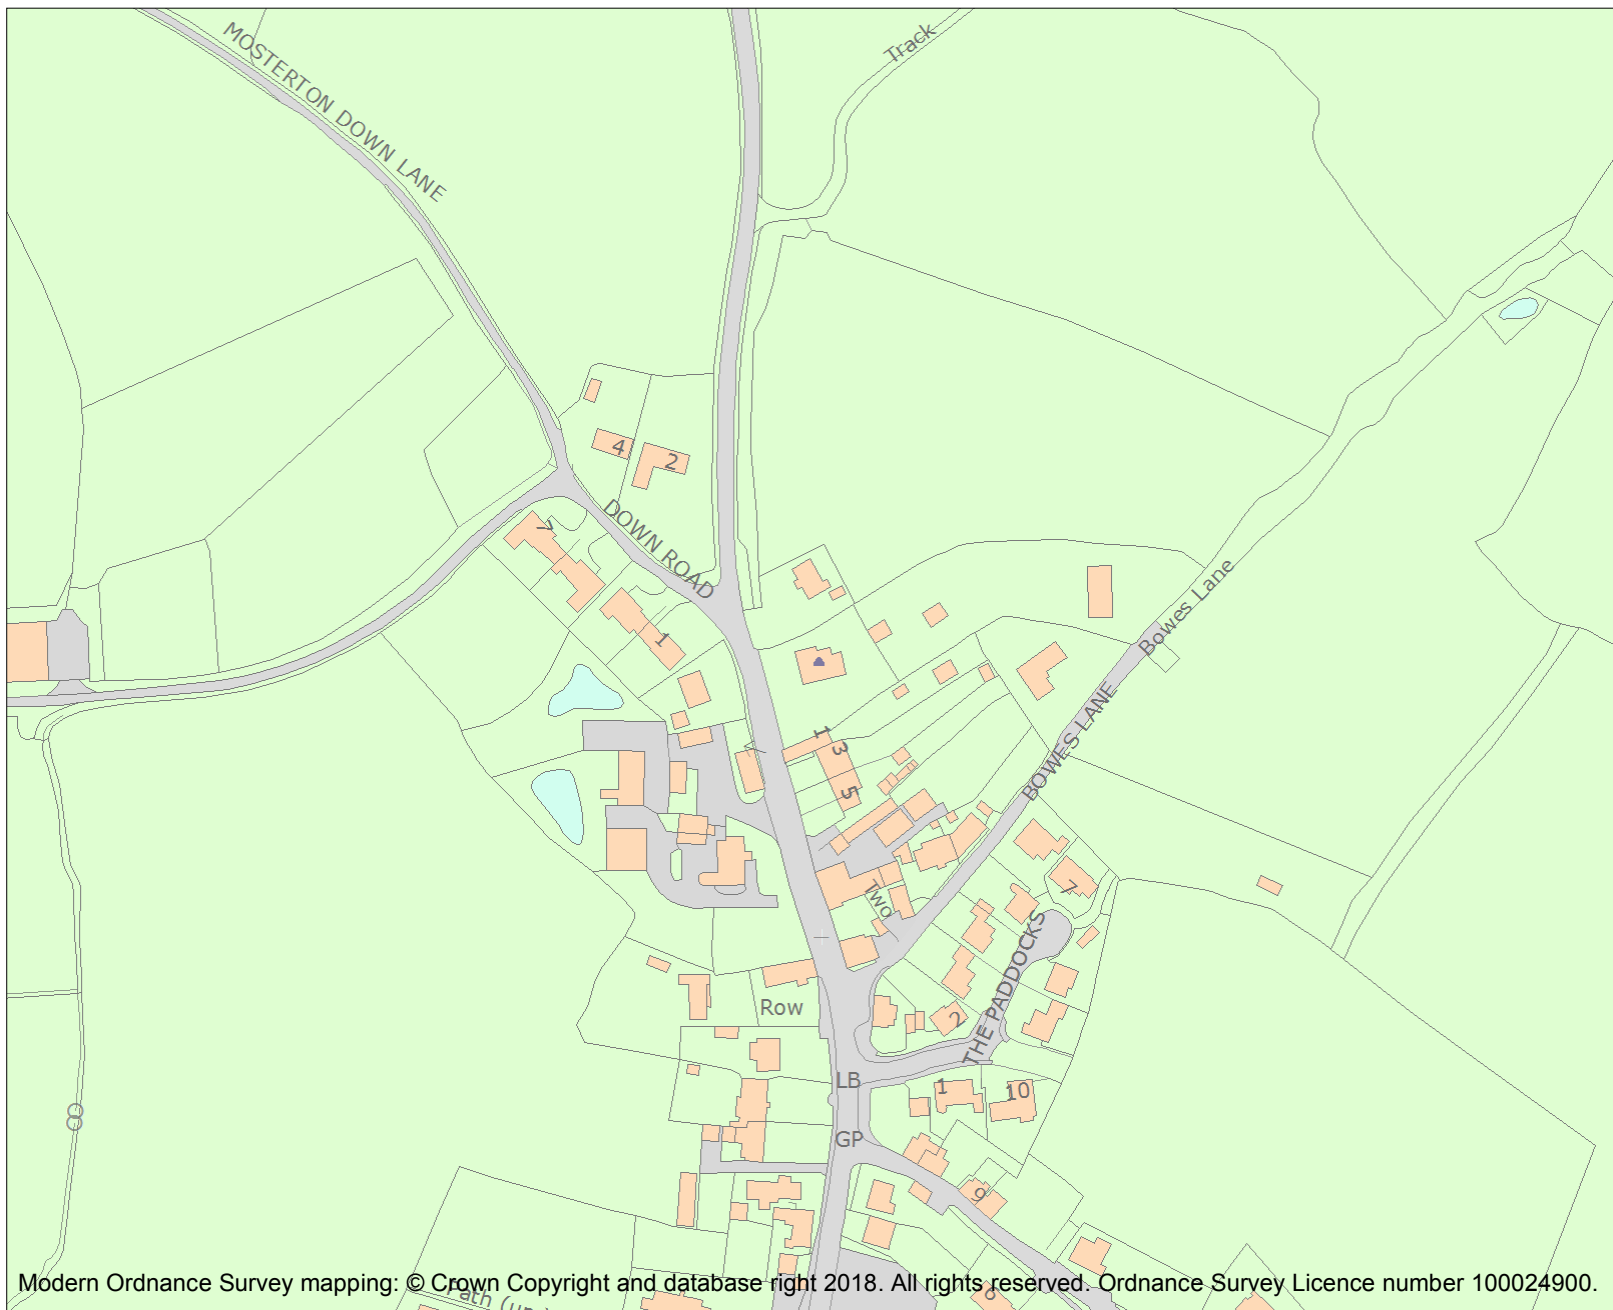 MOSTERTON DOWN LANE
Track
4
2
DOWN ROAD
7
1
Bowes Lane
BOWES LANE
1
3
5
7
Two
THE PADDOCKS
2
Row
LB
1
10
GP
9
8
Path
Modern Ordnance Survey mapping: © Crown Copyright and database right 2018. All rights reserved. Ordnance Survey Licence number 100024900.